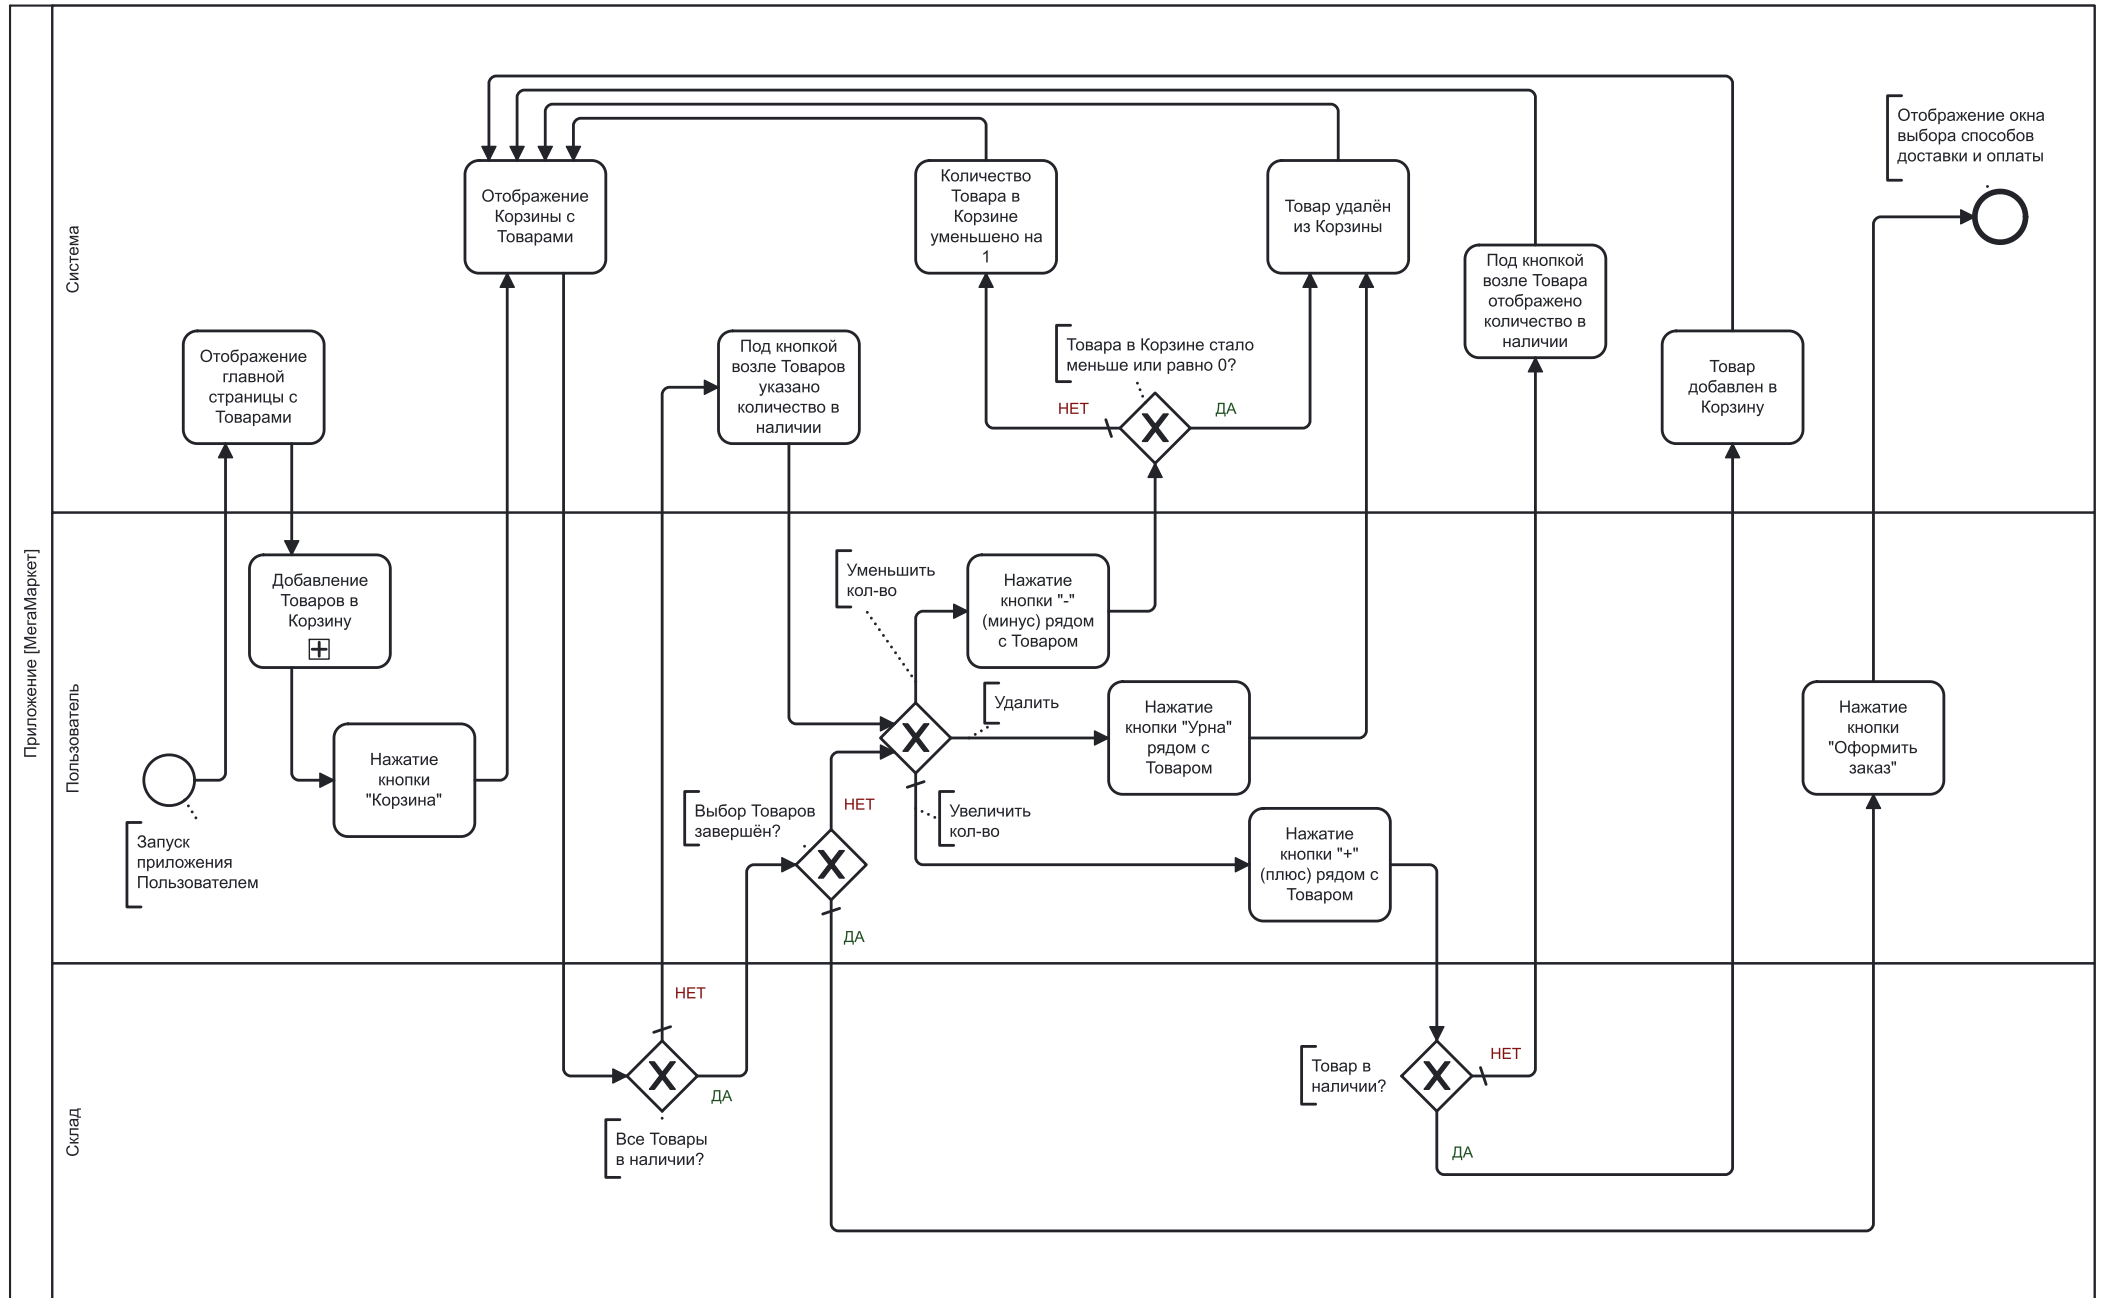 Приложение [МегаМаркет]
Система
Отображение
Корзины с
Товарами
Количество
Товара в
Корзине
уменьшено на
1
Товар удалён
из Корзины
Отображение окна
выбора способов
доставки и оплаты
Под кнопкой
возле Товара
отображено
количество в
наличии
Отображение
главной
страницы с
Товарами
Под кнопкой
возле Товаров
указано
количество в
наличии
Товара в Корзине стало
меньше или равно 0?
НЕТ
ДА
Товар
добавлен в
Корзину
Пользователь
Добавление
Товаров в
Корзину
Уменьшить
кол-во
Нажатие
кнопки "-"
(минус) рядом
с Товаром
Удалить
Нажатие
кнопки "Урна"
рядом с
Товаром
Нажатие
кнопки
"Оформить
заказ"
Нажатие
кнопки
"Корзина"
Запуск
приложения
Пользователем
Выбор Товаров
завершён?
НЕТ
ДА
Увеличить
кол-во
Нажатие
кнопки "+"
(плюс) рядом с
Товаром
Склад
НЕТ
ДА
Все Товары
в наличии?
Товар в
наличии?
НЕТ
ДА